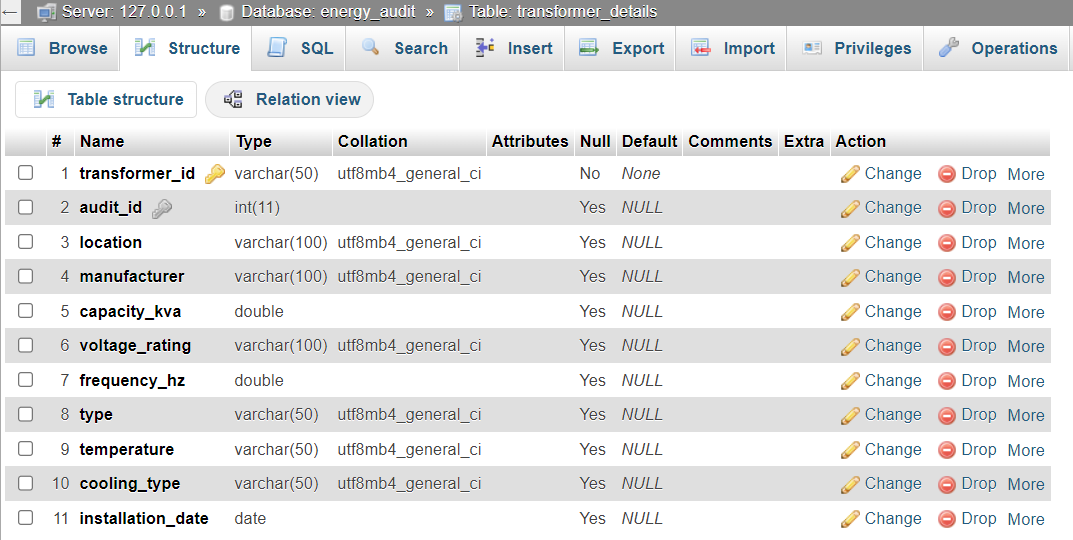 Server: 127.0.0.1 » Database: energy_audit » Table: transformer_details
Browse Structure SQL Search Insert Export Import Privileges Operations
Table structure Relation view
# Name Type Collation Attributes Null Default Comments Extra Action
1 transformer_id varchar(50) utf8mb4_general_ci No None Change Drop More
2 audit_id int(11) Yes NULL Change Drop More
3 location varchar(100) utf8mb4_general_ci Yes NULL Change Drop More
4 manufacturer varchar(100) utf8mb4_general_ci Yes NULL Change Drop More
5 capacity_kva double Yes NULL Change Drop More
6 voltage_rating varchar(100) utf8mb4_general_ci Yes NULL Change Drop More
7 frequency_hz double Yes NULL Change Drop More
8 type varchar(50) utf8mb4_general_ci Yes NULL Change Drop More
9 temperature varchar(50) utf8mb4_general_ci Yes NULL Change Drop More
10 cooling_type varchar(50) utf8mb4_general_ci Yes NULL Change Drop More
11 installation_date date Yes NULL Change Drop More